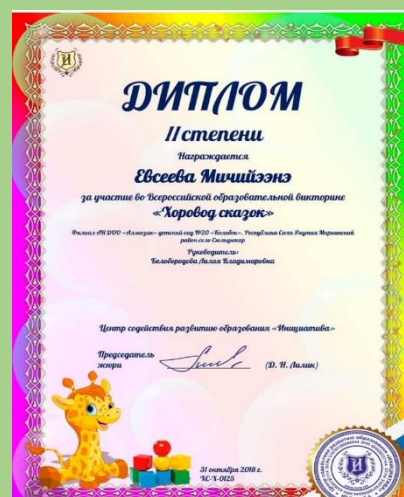 ДИПЛОМ
II степени
Награждается
Евсеева Мичийээнэ
за участие во Всероссийской образовательной викторине
«Хоровод сказок»
Филиал АН ДОО «Алмазик» детский сад №20 «Колобок», Республика Саха Якутия Мирнинский
район село Сюльдюкар
Руководитель:
Белобородова Лилия Владимировна
Центр содействия развитию образования «Инициатива»
Председатель
жюри
(Д. И. Лилик)
31 октября 2018 г.
ХС-X-0125